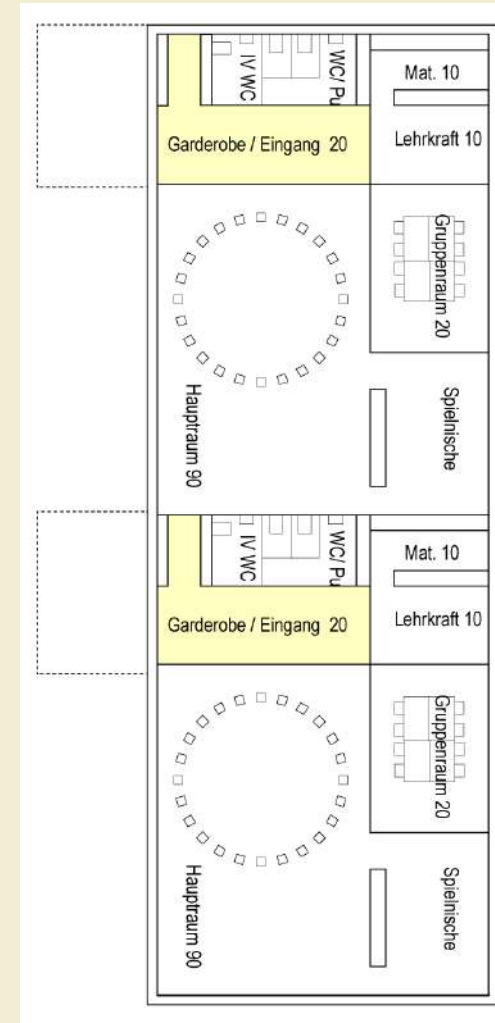 IV WC
WC/ Pu
Mat. 10
Garderobe / Eingang 20
Lehrkraft 10
Gruppenraum 20
Hauptraum 90
Spielnische
IV WC
WC/ Pu
Mat. 10
Garderobe / Eingang 20
Lehrkraft 10
Gruppenraum 20
Hauptraum 90
Spielnische